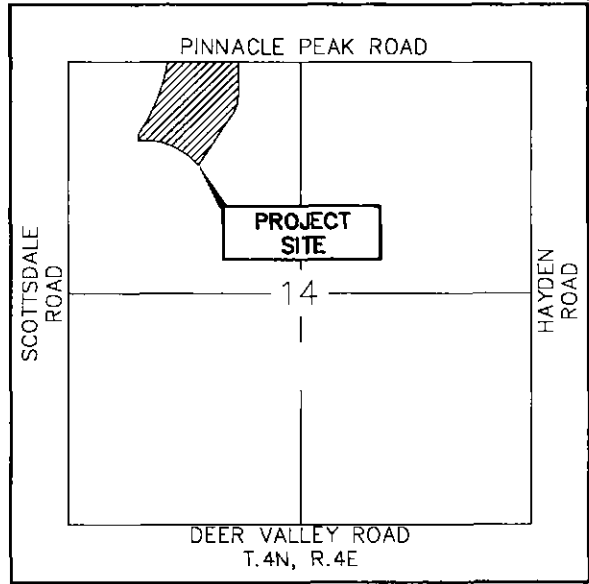 PINNACLE PEAK ROAD
PROJECT
SITE
SCOTTSDALE
ROAD
14
HAYDEN
ROAD
DEER VALLEY ROAD
T.4N, R.4E